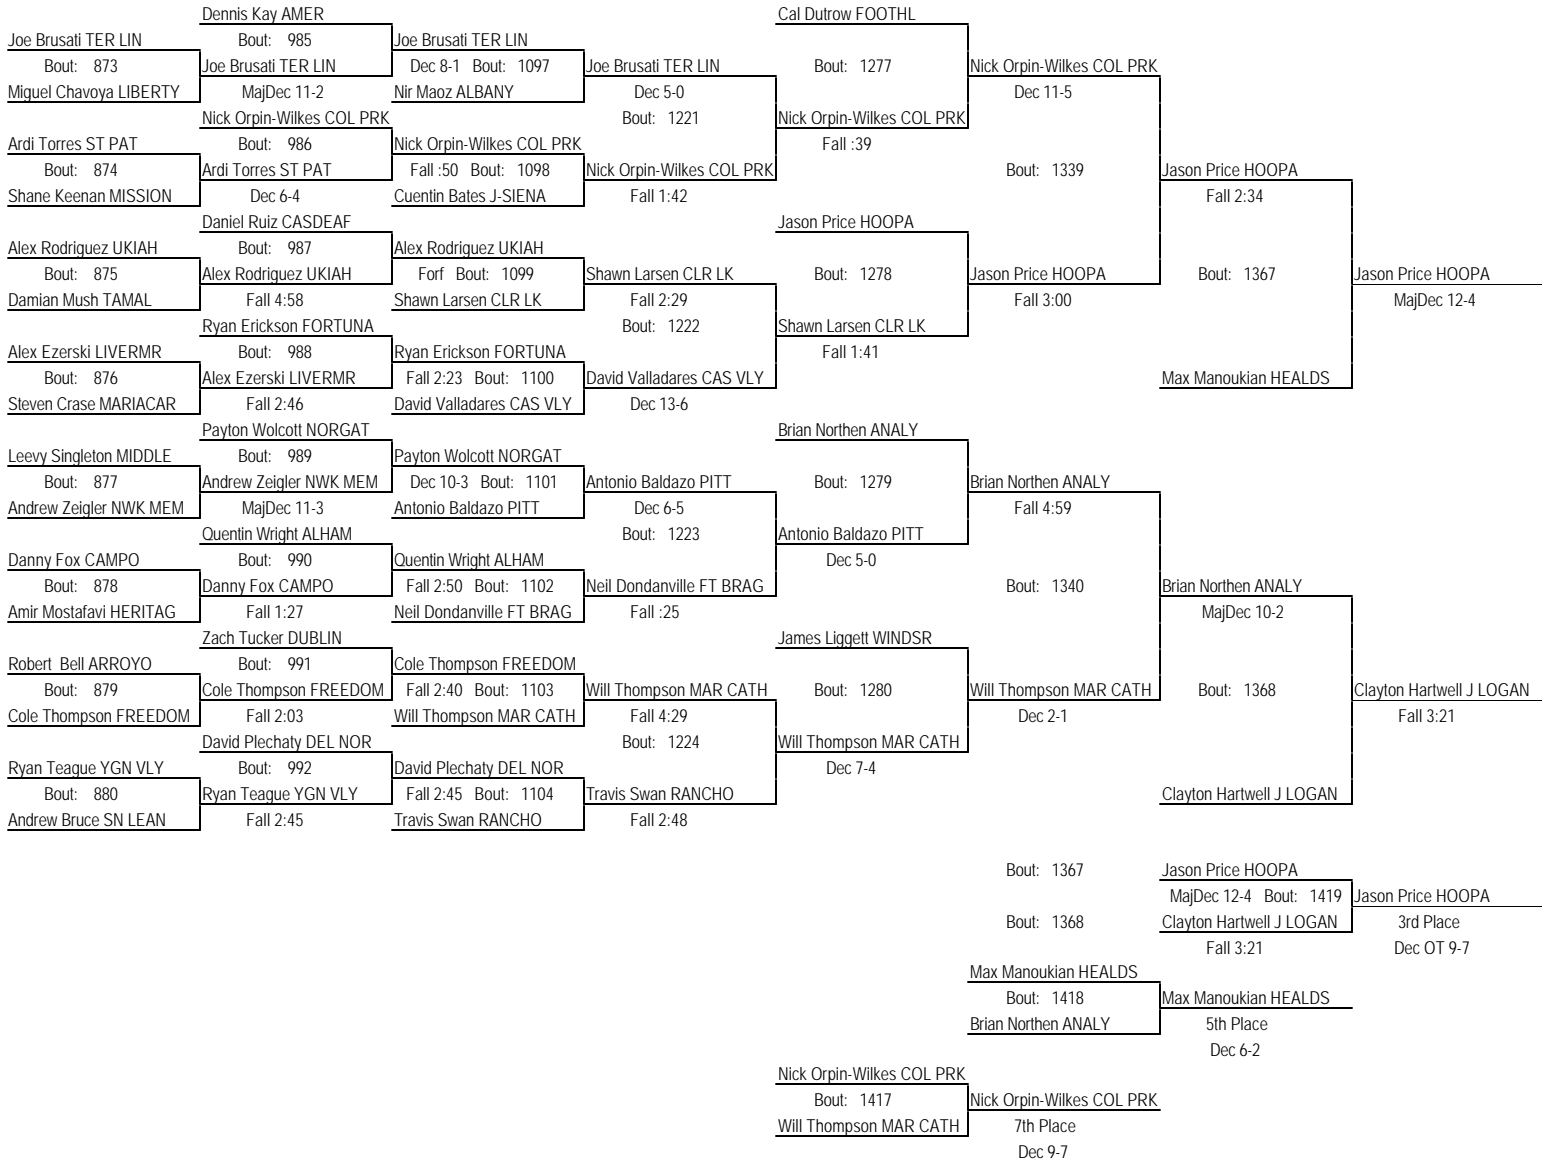 Dennis Kay AMER Cal Dutrow FOOTHL
Joe Brusati TER LIN Bout: 985 Joe Brusati TER LIN
Bout: 873 Joe Brusati TER LIN Dec 8-1 Bout: 1097 Joe Brusati TER LIN Bout: 1277 Nick Orpin-Wilkes COL PRK
Miguel Chavoya LIBERTY MajDec 11-2 Nir Maoz ALBANY Dec 5-0 Dec 11-5
Nick Orpin-Wilkes COL PRK Bout: 1221 Nick Orpin-Wilkes COL PRK
Ardi Torres ST PAT Bout: 986 Nick Orpin-Wilkes COL PRK Fall :39
Bout: 874 Ardi Torres ST PAT Fall :50 Bout: 1098 Nick Orpin-Wilkes COL PRK Bout: 1339 Jason Price HOOPA
Shane Keenan MISSION Dec 6-4 Cuentin Bates J-SIENA Fall 1:42 Fall 2:34
Daniel Ruiz CASDEAF Jason Price HOOPA
Alex Rodriguez UKIAH Bout: 987 Alex Rodriguez UKIAH
Bout: 875 Alex Rodriguez UKIAH Forf Bout: 1099 Shawn Larsen CLR LK Bout: 1278 Jason Price HOOPA Bout: 1367 Jason Price HOOPA
Damian Mush TAMAL Fall 4:58 Shawn Larsen CLR LK Fall 2:29 Fall 3:00 MajDec 12-4
Ryan Erickson FORTUNA Bout: 1222 Shawn Larsen CLR LK
Alex Ezerski LIVERMR Bout: 988 Ryan Erickson FORTUNA Fall 1:41
Bout: 876 Alex Ezerski LIVERMR Fall 2:23 Bout: 1100 David Valladares CAS VLY Max Manoukian HEALDS
Steven Crase MARIACAR Fall 2:46 David Valladares CAS VLY Dec 13-6
Payton Wolcott NORGAT Brian Northen ANALY
Leevy Singleton MIDDLE Bout: 989 Payton Wolcott NORGAT
Bout: 877 Andrew Zeigler NWK MEM Dec 10-3 Bout: 1101 Antonio Baldazo PITT Bout: 1279 Brian Northen ANALY
Andrew Zeigler NWK MEM MajDec 11-3 Antonio Baldazo PITT Dec 6-5 Fall 4:59
Quentin Wright ALHAM Bout: 1223 Antonio Baldazo PITT
Danny Fox CAMPO Bout: 990 Quentin Wright ALHAM Dec 5-0
Bout: 878 Danny Fox CAMPO Fall 2:50 Bout: 1102 Neil Dondanville FT BRAG Bout: 1340 Brian Northen ANALY
Amir Mostafavi HERITAG Fall 1:27 Neil Dondanville FT BRAG Fall :25 MajDec 10-2
Zach Tucker DUBLIN James Liggett WINDSR
Robert Bell ARROYO Bout: 991 Cole Thompson FREEDOM
Bout: 879 Cole Thompson FREEDOM Fall 2:40 Bout: 1103 Will Thompson MAR CATH Bout: 1280 Will Thompson MAR CATH Bout: 1368 Clayton Hartwell J LOGAN
Cole Thompson FREEDOM Fall 2:03 Will Thompson MAR CATH Fall 4:29 Dec 2-1 Fall 3:21
David Plechaty DEL NOR Bout: 1224 Will Thompson MAR CATH
Ryan Teague YGN VLY Bout: 992 David Plechaty DEL NOR Dec 7-4
Bout: 880 Ryan Teague YGN VLY Fall 2:45 Bout: 1104 Travis Swan RANCHO Clayton Hartwell J LOGAN
Andrew Bruce SN LEAN Fall 2:45 Travis Swan RANCHO Fall 2:48
Bout: 1367 Jason Price HOOPA
MajDec 12-4 Bout: 1419 Jason Price HOOPA
Bout: 1368 Clayton Hartwell J LOGAN 3rd Place
Fall 3:21 Dec OT 9-7
Max Manoukian HEALDS
Bout: 1418 Max Manoukian HEALDS
Brian Northen ANALY 5th Place
Dec 6-2
Nick Orpin-Wilkes COL PRK
Bout: 1417 Nick Orpin-Wilkes COL PRK
Will Thompson MAR CATH 7th Place
Dec 9-7